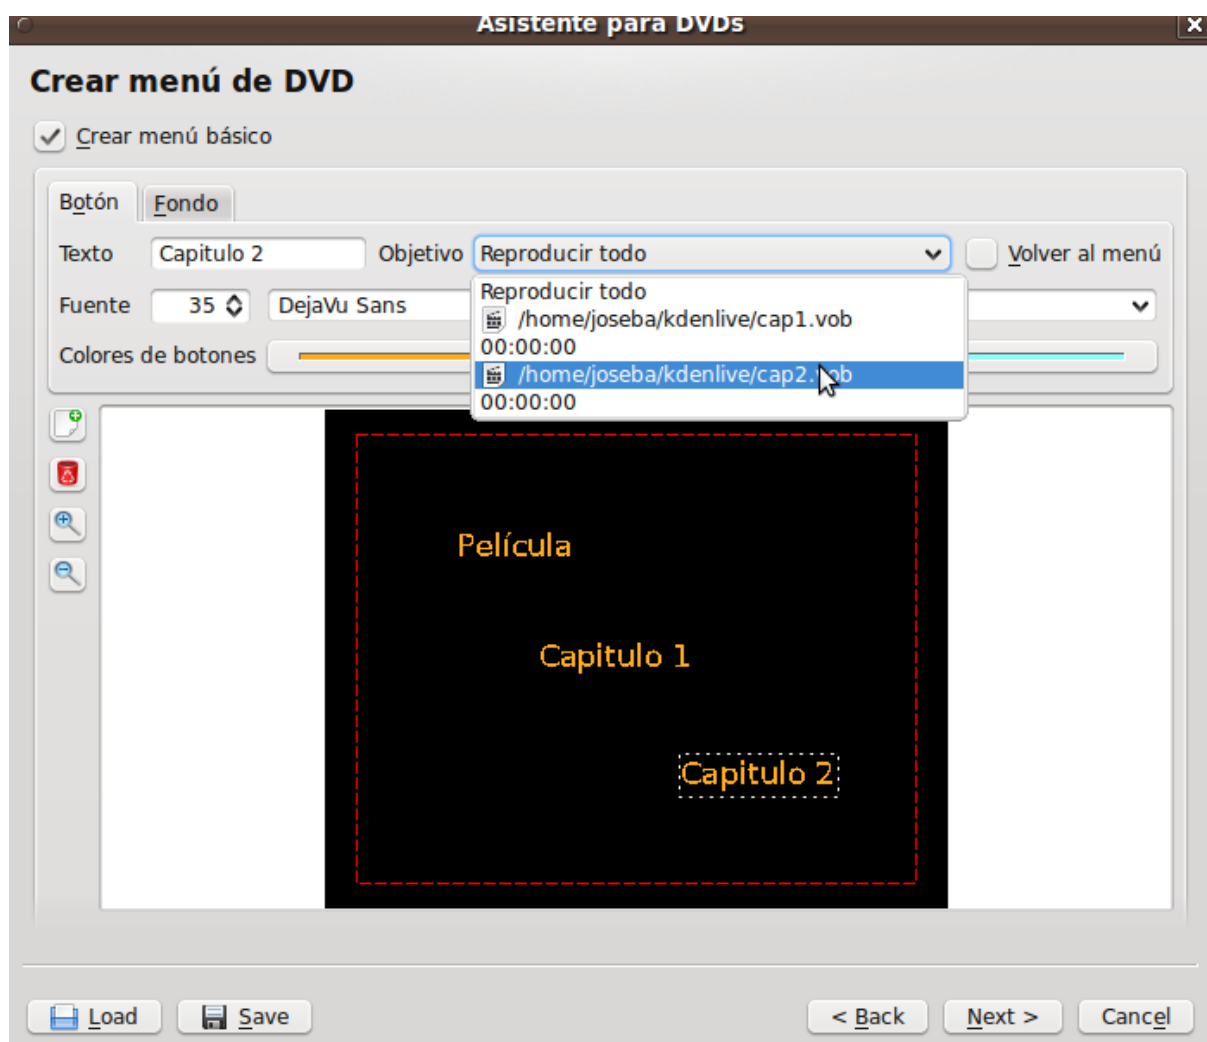 Asistente para DVDs
Crear menú de DVD
Crear menú básico
Botón Fondo
Texto Capitulo 2 Objetivo Reproducir todo Volver al menú
Reproducir todo
Fuente 35 DejaVu Sans
/home/joseba/kdenlive/cap1.vob
00:00:00
Colores de botones
/home/joseba/kdenlive/cap2.vob
00:00:00
Película
Capitulo 1
Capitulo 2
Load Save < Back Next > Cancel